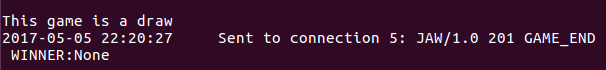 This game is a draw
2017-05-05 22:20:27     Sent to connection 5: JAW/1.0 201 GAME_END
 WINNER:None